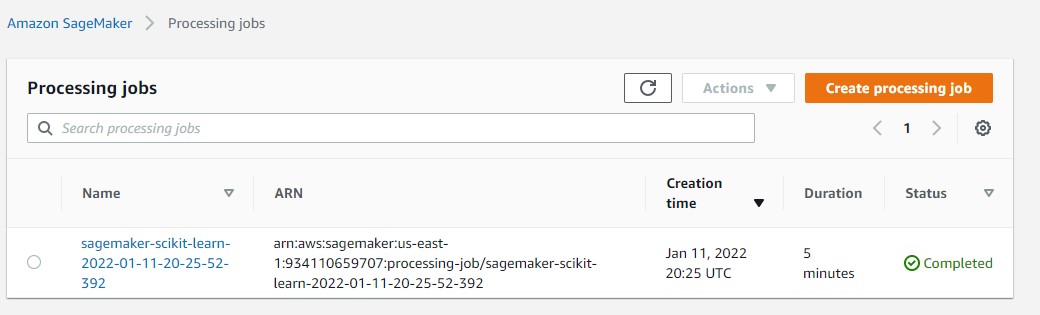 Amazon SageMaker > Processing jobs
Processing jobs
Actions
Create processing job
Search processing jobs
1
Name
ARN
Creation
time
Duration
Status
sagemaker-scikit-learn-
2022-01-11-20-25-52-
392
arn:aws:sagemaker:us-east-
1:934110659707:processing-job/sagemaker-scikit-
learn-2022-01-11-20-25-52-392
Jan 11, 2022
20:25 UTC
5
minutes
Completed